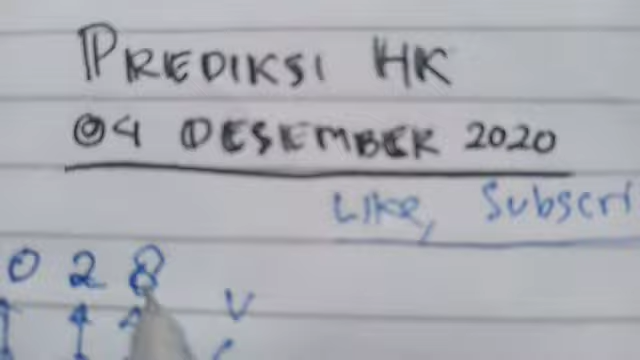 PREDIKSI HK
04 DESEMBER 2020
Like, Subscri
0 2 8
V